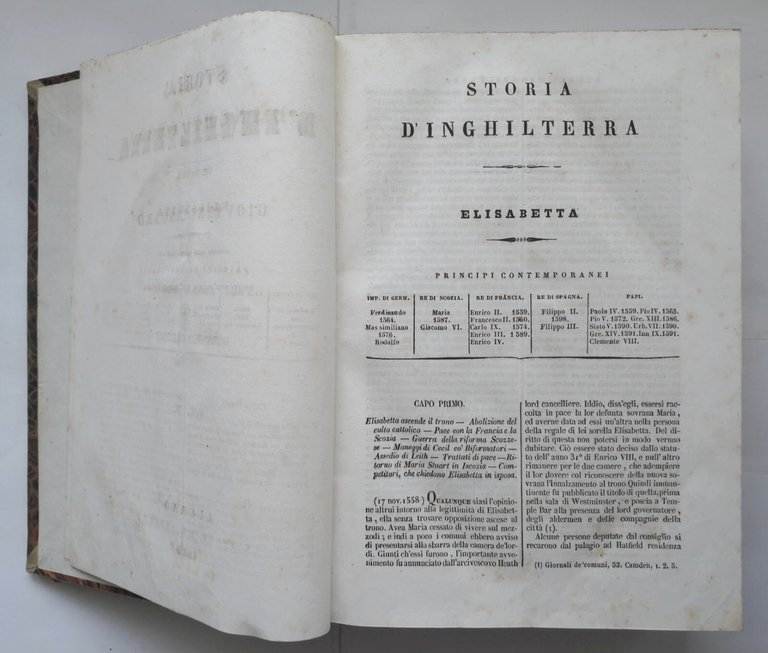 STORIA
D'INGHILTERRA
ELISABETTA
PRINCIPI CONTEMPORANEI
IMP. DI GERM. RE DI SCOZIA. RE DI FRANCIA. RE DI SPAGNA. PAPI.
Ferdinando Maria Enrico II. 1559. Filippo II. Paolo IV. 1559. Pio IV. 1565.
1564. 1587. Francesco II. 1560. 1598. Pio V. 1572. Gre. XIII. 1586.
Massimiliano Giacomo VI. Carlo IX. 1574. Filippo III. Sisto V. 1590. Urb. VII. 1590.
1576. Enrico III. 1589. Gre. XIV. 1591. Inn IX. 1591.
Rodolfo Enrico IV. Clemente VIII.
CAPO PRIMO.
Elisabetta ascende il trono — Abolizione del
culto cattolico — Pace con la Francia e la
Scozia — Guerra della riforma Scozze-
se — Maneggi di Cecil co' Riformatori —
Assedio di Leith — Trattati di pace — Ri-
torno di Maria Stuart in Iscozia — Com-
petitori, che chiedono Elisabetta in isposa.
(17 nov. 1558) QUALUNQUE siasi l'opinio-
ne altrui intorno alla legittimità di Elisabet-
ta, ella senza trovare opposizione ascese al
trono. Avea Maria cessato di vivere sul mez-
zodì; e indi a poco i comuni ebbero avviso
di presentarsi alla sbarra della camera de'lor-
di. Giunti ch'essi furono, l'importante avve-
nimento fu annunciato dall'arcivescovo Heath
lord cancelliere. Iddio, diss'egli, essersi rac-
colta in pace la lor defunta sovrana Maria,
ed averne data ad essi un'altra nella persona
della regale di lei sorella Elisabetta. Del di-
ritto di questa non potersi in modo veruno
dubitare. Ciò essere stato deciso dallo statu-
to dell'anno 31° di Enrico VIII, e null'altro
rimanere per le due camere, che adempiere
il lor dovere col riconoscere della nuova so-
vrana l'innalzamento al trono. Quindi imman-
tinente fu pubblicato il titolo di quella, prima
nella sala di Westminster, e poscia a Temple
Bar alla presenza del lord governatore,
degli aldermen e delle compagnie della
città (1).
Alcune persone deputate dal consiglio si
recarono dal palagio ad Hatfield residenza
(1) Giornali de'comuni, 53. Camden, 1. 2. 5.